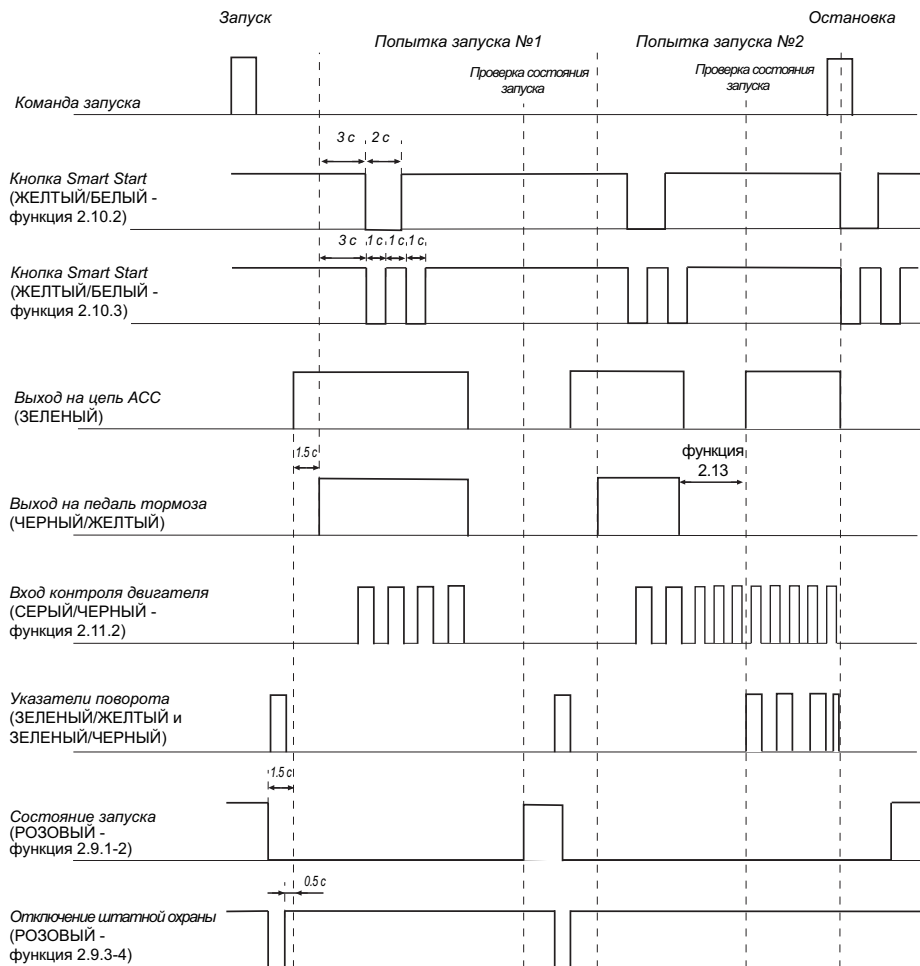 Запуск
Остановка
Попытка запуска №1
Попытка запуска №2
Проверка состояния
запуска
Проверка состояния
запуска
Команда запуска
3 с
2 с
Кнопка Smart Start
(ЖЕЛТЫЙ/БЕЛЫЙ -
функция 2.10.2)
3 с
1 с
1 с
1 с
Кнопка Smart Start
(ЖЕЛТЫЙ/БЕЛЫЙ -
функция 2.10.3)
Выход на цепь ACC
(ЗЕЛЕНЫЙ)
1.5 с
функция
2.13
Выход на педаль тормоза
(ЧЕРНЫЙ/ЖЕЛТЫЙ)
Вход контроля двигателя
(СЕРЫЙ/ЧЕРНЫЙ -
функция 2.11.2)
Указатели поворота
(ЗЕЛЕНЫЙ/ЖЕЛТЫЙ и
ЗЕЛЕНЫЙ/ЧЕРНЫЙ)
1.5 с
Состояние запуска
(РОЗОВЫЙ -
функция 2.9.1-2)
0.5 с
Отключение штатной охраны
(РОЗОВЫЙ -
функция 2.9.3-4)